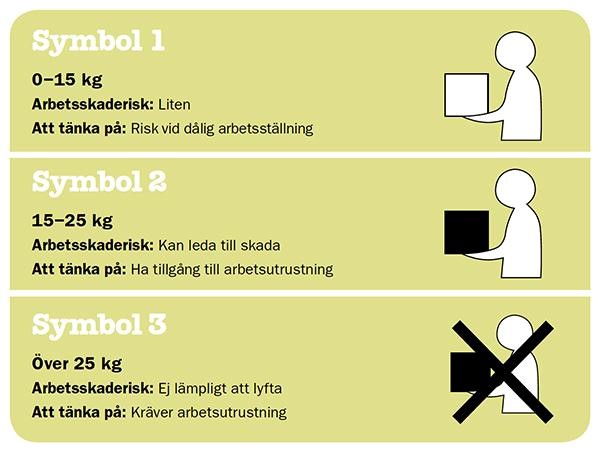 Symbol 1
0–15 kg
Arbetsskaderisk: Liten
Att tänka på: Risk vid dålig arbetsställning
Symbol 2
15–25 kg
Arbetsskaderisk: Kan leda till skada
Att tänka på: Ha tillgång till arbetsutrustning
Symbol 3
Över 25 kg
Arbetsskaderisk: Ej lämpligt att lyfta
Att tänka på: Kräver arbetsutrustning